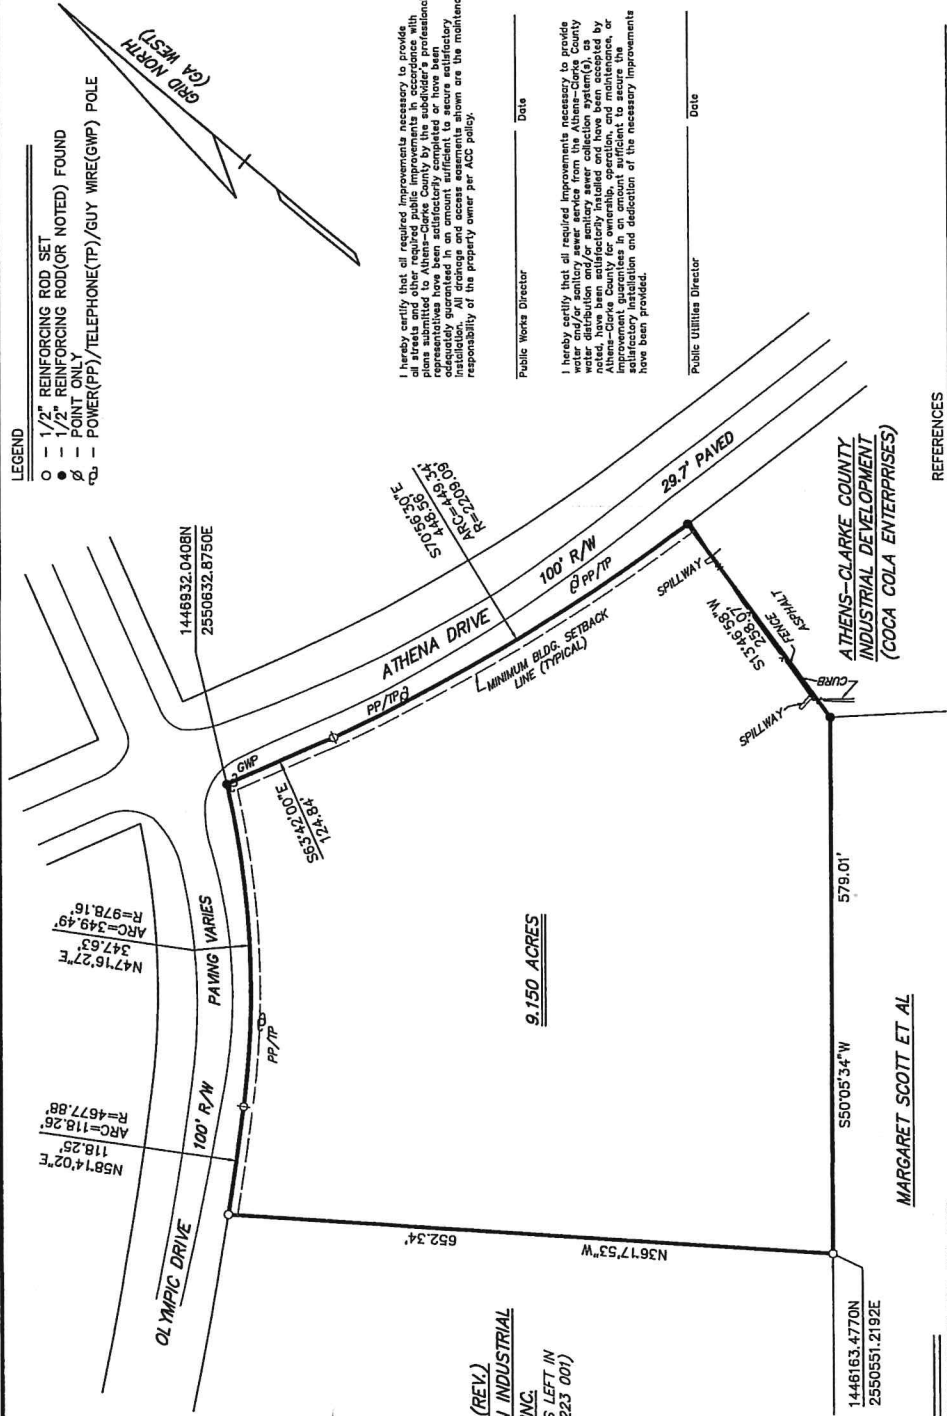 LEGEND
○ - 1/2" REINFORCING ROD SET
● - 1/2" REINFORCING ROD(OR NOTED) FOUND
- POINT ONLY
- POWER(PP)/TELEPHONE(TP)/GUY WIRE(GWP) POLE
GRID NORTH
(GA WEST)
I hereby certify that all required improvements necessary to provide
all streets and other required public improvements in accordance with
plans submitted to Athens-Clarke County by the subdivider's professional
representatives have been satisfactorily completed or have been
adequately guaranteed in an amount sufficient to secure satisfactory
installation. All drainage and access easements shown are the
responsibility of the property owner per ACC policy.
Public Works Director
Date
I hereby certify that all required improvements necessary to provide
water and/or sanitary sewer service from the Athens-Clarke County
water distribution and/or sanitary sewer collection system(s), as
noted, have been satisfactorily installed and have been accepted by
Athens-Clarke County for ownership, operation, and maintenance, or
improvement guarantees in an amount sufficient to secure the
satisfactory installation and dedication of the necessary improvements
have been provided.
Public Utilities Director
Date
1446932.0408N
2550632.8750E
N47°16'27"E
347.63'
ARC=349.49'
R=978.16'
N58°14'02"E
118.25'
ARC=118.26'
R=4677.88'
OLYMPIC DRIVE
100' R/W
PAVING VARIES
PP/TP
GWP
S63°42'00"E
124.84'
ATHENA DRIVE
PP/TP
100' R/W
PP/TP
29.7' PAVED
S70°56'30"E
448.56'
ARC=449.34'
R=2209.09'
MINIMUM BLDG. SETBACK
LINE (TYPICAL)
SPILLWAY
S13°46'58"W
258.07'
FENCE
ASPHALT
CURB
SPILLWAY
ATHENS-CLARKE COUNTY
INDUSTRIAL DEVELOPMENT
(COCA COLA ENTERPRISES)
9.150 ACRES
N36°17'53"W
652.34'
S50°05'34"W
579.01'
MARGARET SCOTT ET AL
1446163.4770N
2550551.2192E
(REV.)
INDUSTRIAL
INC.
LEFT IN
223 001)
REFERENCES